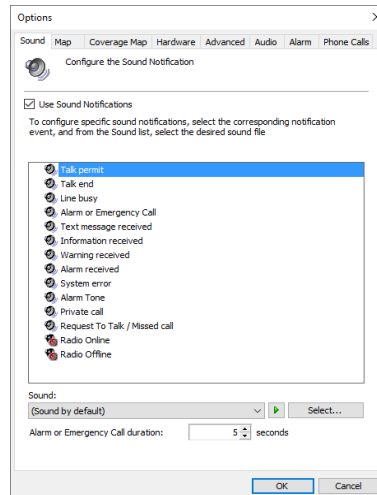 Options
Sound Map Coverage Map Hardware Advanced Audio Alarm Phone Calls
Configure the Sound Notification
Use Sound Notifications
To configure specific sound notifications, select the corresponding notification
event, and from the Sound list, select the desired sound file
Talk permit
Talk end
Line busy
Alarm or Emergency Call
Text message received
Information received
Warning received
Alarm received
System error
Alarm Tone
Private call
Request To Talk / Missed call
Radio Online
Radio Offline
Sound:
(Sound by default) Select...
Alarm or Emergency Call duration: 5 seconds
OK Cancel